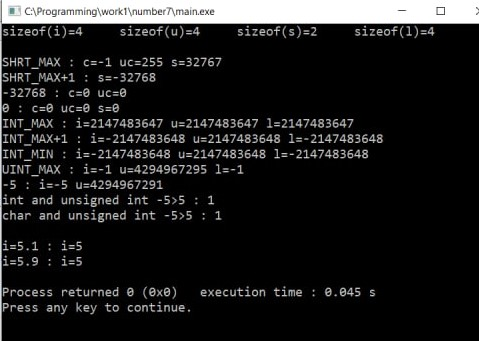 C:\Programming\work1\number7\main.exe
sizeof(i)=4 sizeof(u)=4 sizeof(s)=2 sizeof(l)=4
SHRT_MAX : c=-1 uc=255 s=32767
SHRT_MAX+1 : s=-32768
-32768 : c=0 uc=0
0 : c=0 uc=0 s=0
INT_MAX : i=2147483647 u=2147483647 l=2147483647
INT_MAX+1 : i=-2147483648 u=2147483648 l=-2147483648
INT_MIN : i=-2147483648 u=2147483648 l=-2147483648
UINT_MAX : i=-1 u=4294967295 l=-1
-5 : i=-5 u=4294967291
int and unsigned int -5>5 : 1
char and unsigned int -5>5 : 1
i=5.1 : i=5
i=5.9 : i=5
Process returned 0 (0x0) execution time : 0.045 s
Press any key to continue.